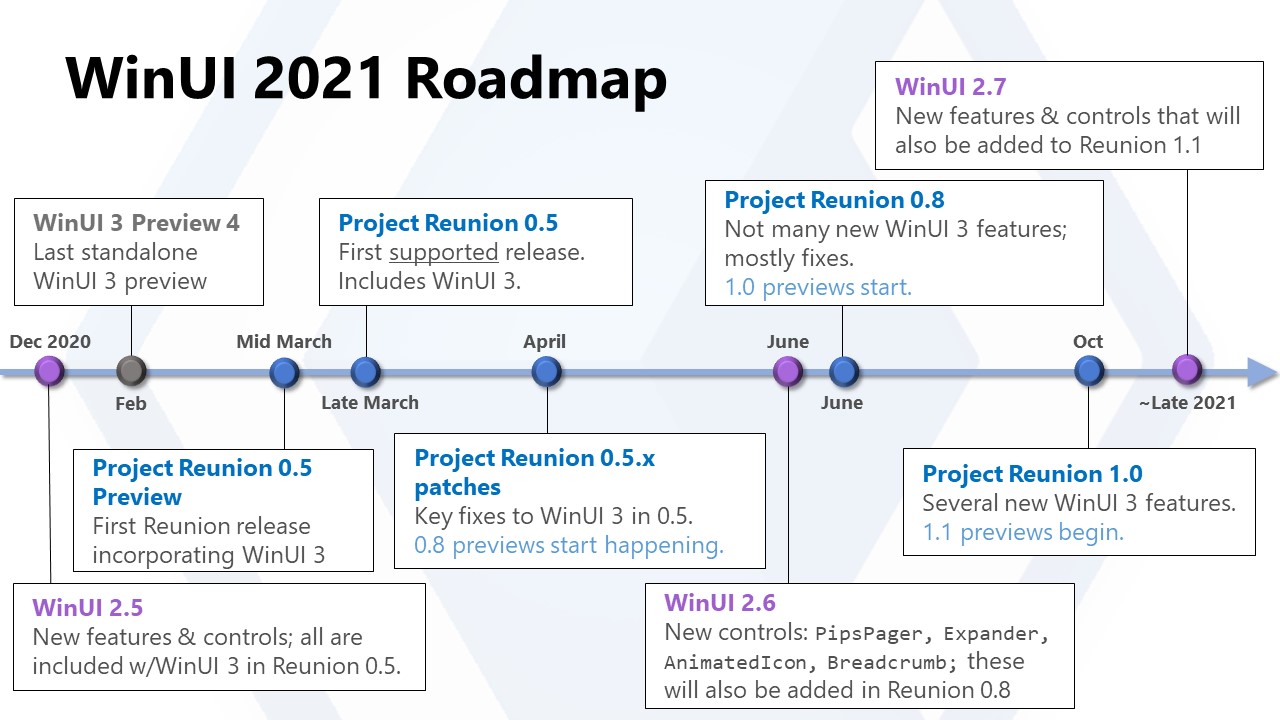 WinUI 2021 Roadmap
WinUI 2.7
New features & controls that will
also be added to Reunion 1.1
WinUI 3 Preview 4
Last standalone
WinUI 3 preview
Project Reunion 0.5
First supported release.
Includes WinUI 3.
Project Reunion 0.8
Not many new WinUI 3 features;
mostly fixes.
1.0 previews start.
Dec 2020
Mid March
April
June
Oct
Feb
Late March
June
~Late 2021
Project Reunion 0.5
Preview
First Reunion release
incorporating WinUI 3
Project Reunion 0.5.x
patches
Key fixes to WinUI 3 in 0.5.
0.8 previews start happening.
Project Reunion 1.0
Several new WinUI 3 features.
1.1 previews begin.
WinUI 2.5
New features & controls; all are
included w/WinUI 3 in Reunion 0.5.
WinUI 2.6
New controls: PipsPager, Expander,
AnimatedIcon, Breadcrumb; these
will also be added in Reunion 0.8